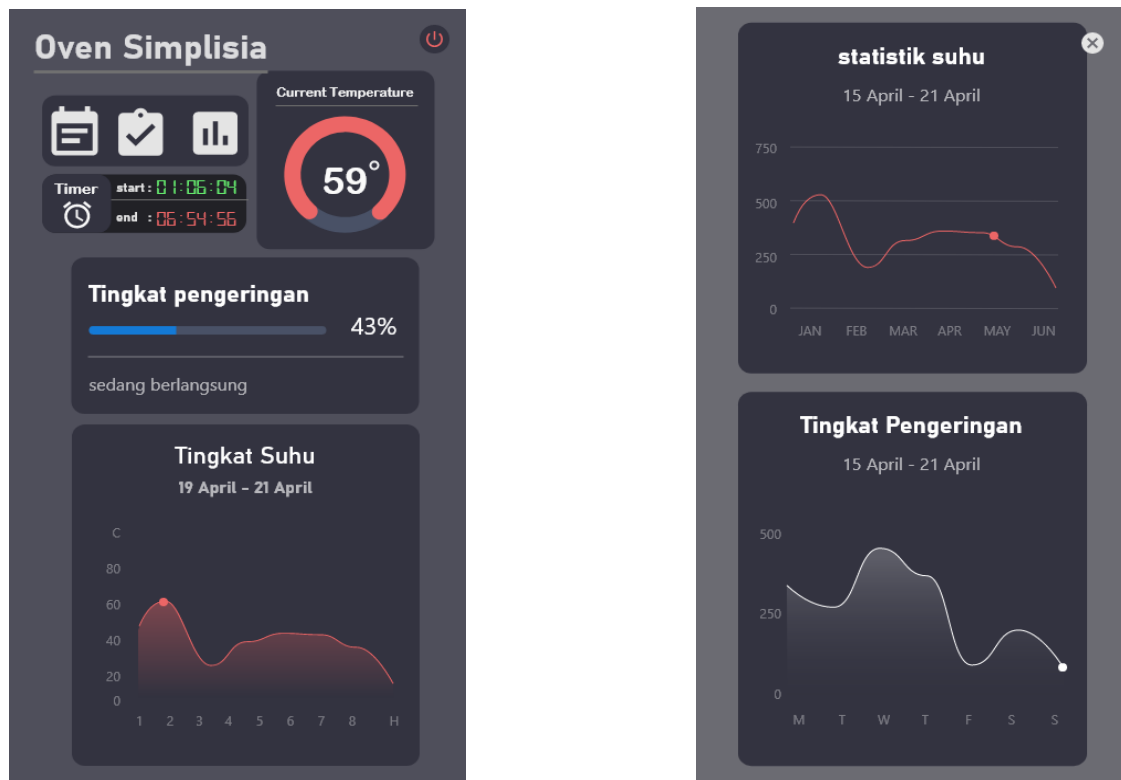 Oven Simplisia
Current Temperature
59°
Timer
start: 01:06:04
end : 06:54:56
Tingkat pengeringan
43%
sedang berlangsung
Tingkat Suhu
19 April - 21 April
C
80
60
40
20
0
1 2 3 4 5 6 7 8 H
statistik suhu
15 April - 21 April
750
500
250
0
JAN FEB MAR APR MAY JUN
Tingkat Pengeringan
15 April - 21 April
500
250
0
M T W T F S S